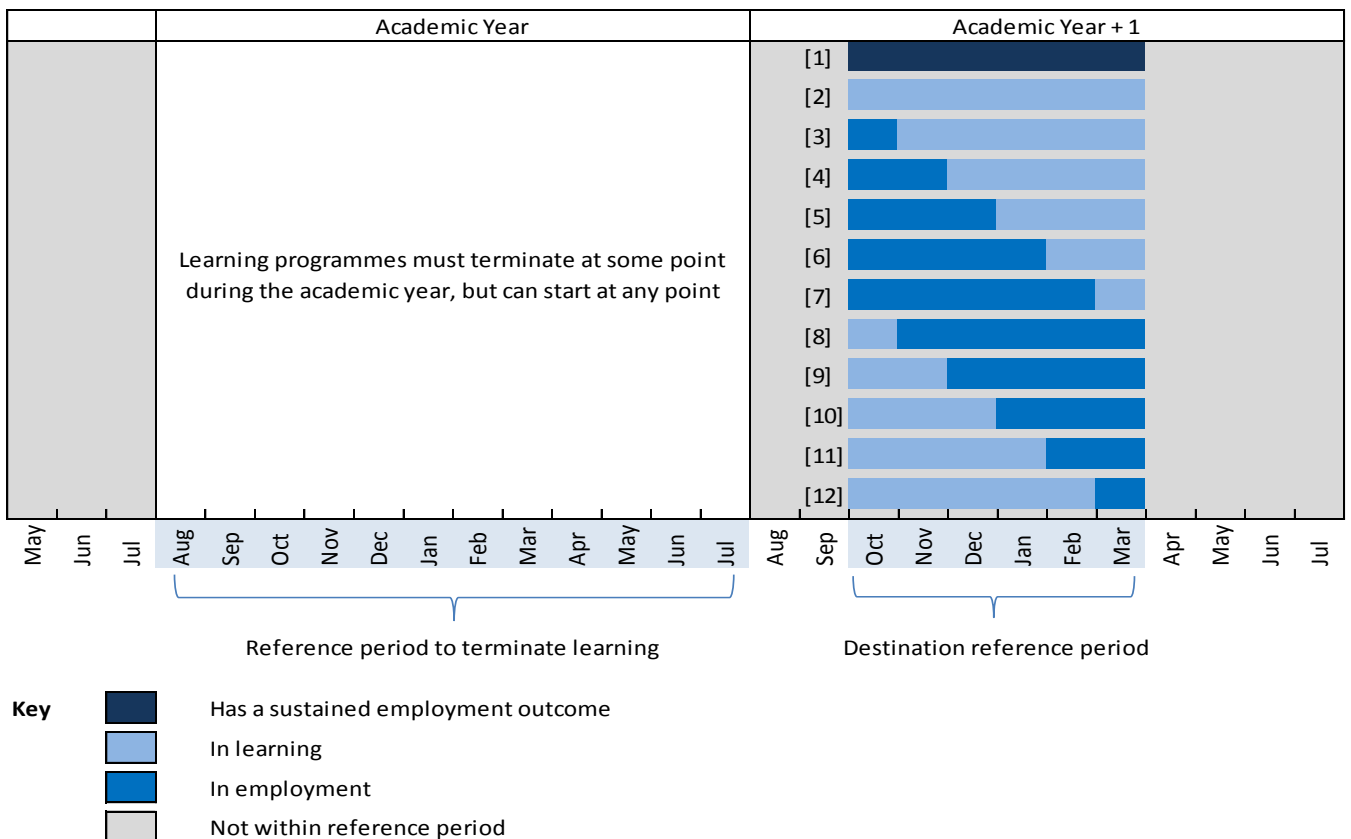 Academic Year
Academic Year + 1
[1]
[2]
[3]
[4]
[5]
[6]
[7]
[8]
[9]
[10]
[11]
[12]
Learning programmes must terminate at some point
during the academic year, but can start at any point
May
Jun
Jul
Aug
Sep
Oct
Nov
Dec
Jan
Feb
Mar
Apr
May
Jun
Jul
Aug
Sep
Oct
Nov
Dec
Jan
Feb
Mar
Apr
May
Jun
Jul
Reference period to terminate learning
Destination reference period
Key
Has a sustained employment outcome
In learning
In employment
Not within reference period